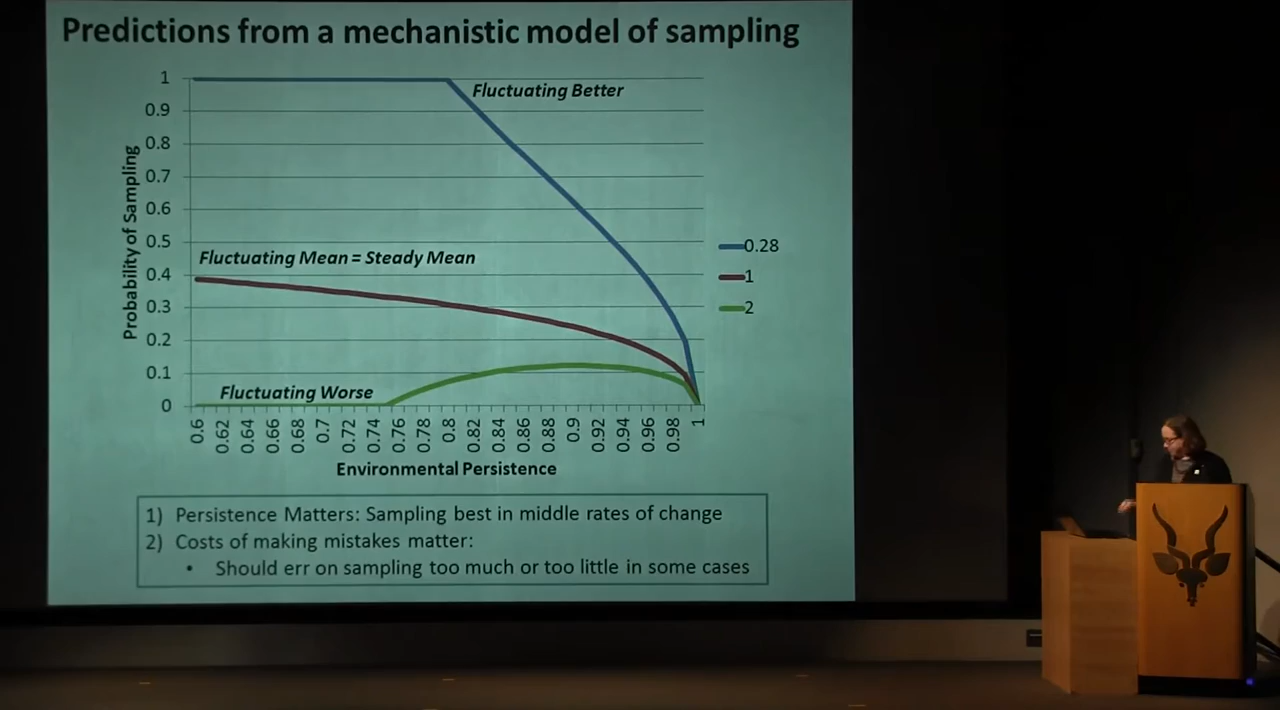 Predictions from a mechanistic model of sampling
1
0.9
0.8
0.7
0.6
0.5
0.4
0.3
0.2
0.1
0
Probability of Sampling
Fluctuating Better
Fluctuating Mean = Steady Mean
Fluctuating Worse
0.28
1
2
0.6 0.62 0.64 0.66 0.68 0.7 0.72 0.74 0.76 0.78 0.8 0.82 0.84 0.86 0.88 0.9 0.92 0.94 0.96 0.98 1
Environmental Persistence
1) Persistence Matters: Sampling best in middle rates of change
2) Costs of making mistakes matter:
• Should err on sampling too much or too little in some cases